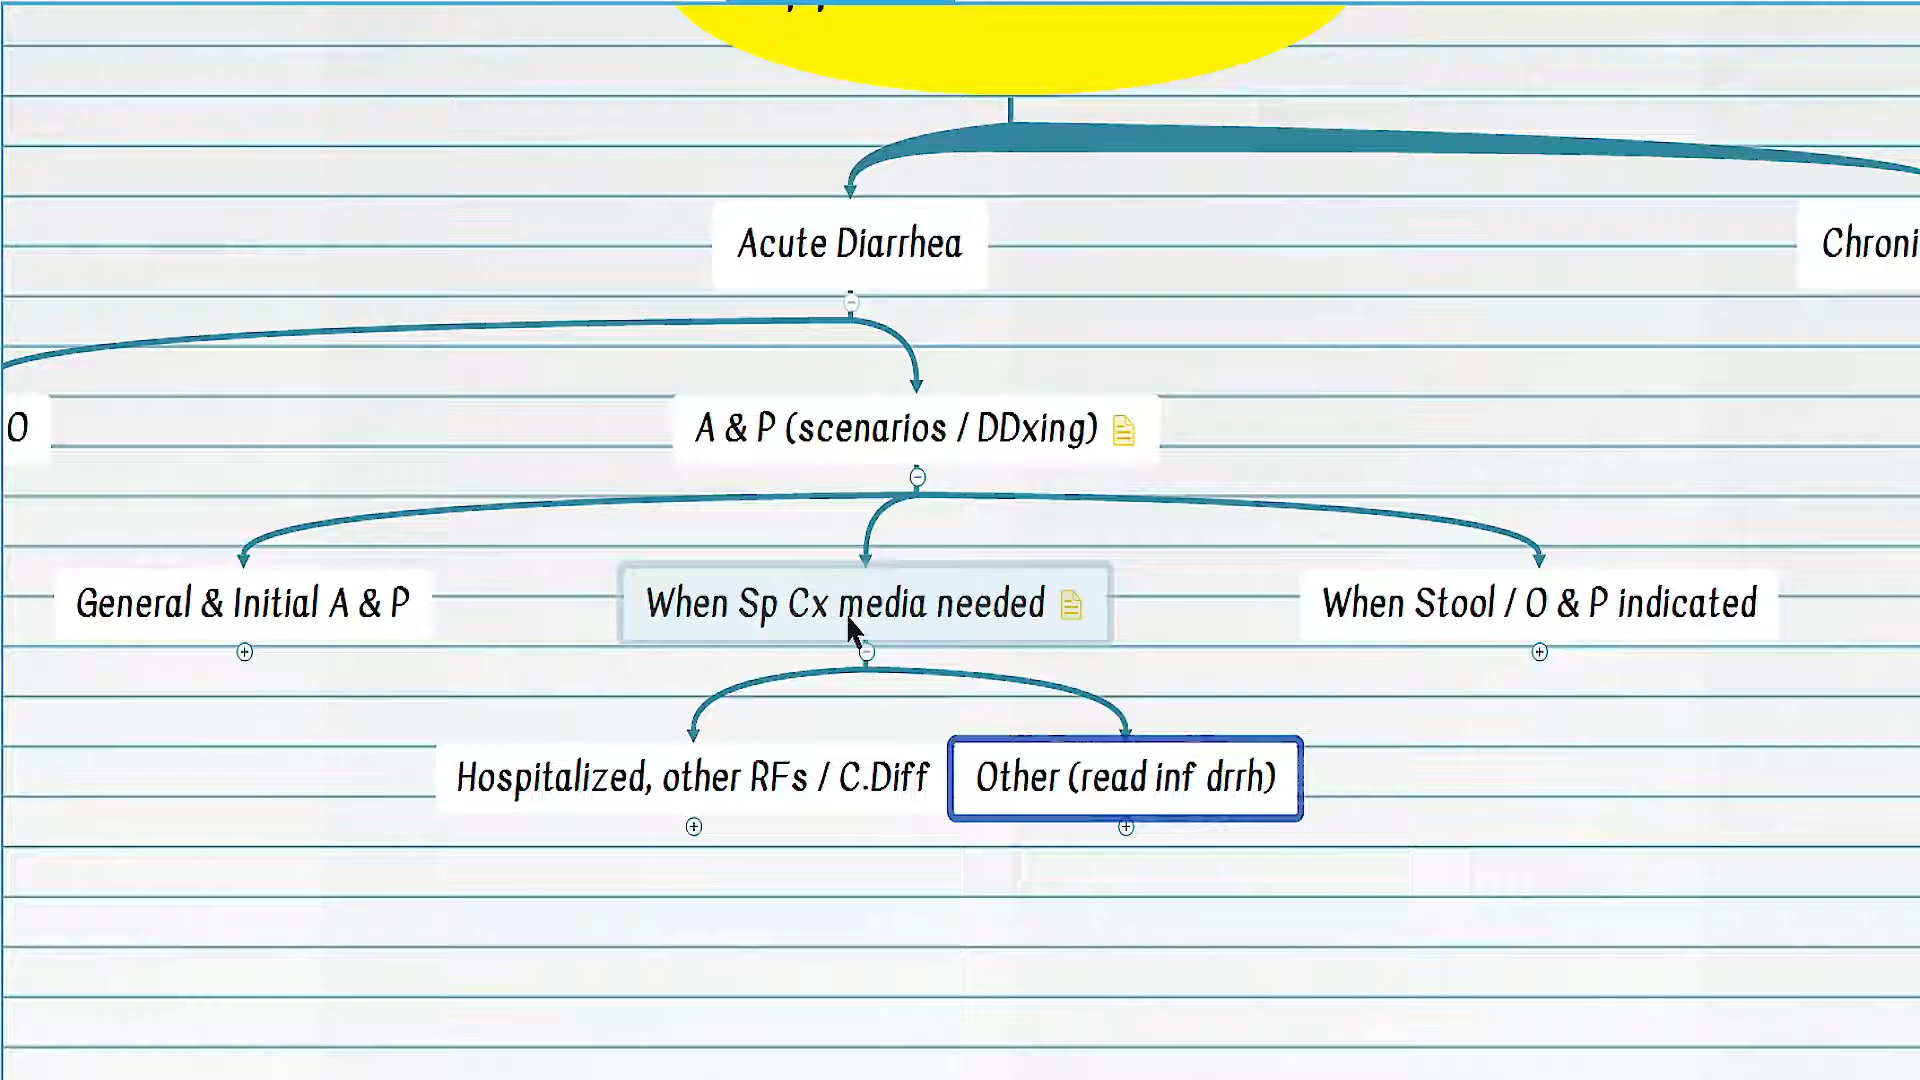 Acute Diarrhea
Chroni
O
A & P (scenarios / DDxing)
General & Initial A & P
When Sp Cx media needed
When Stool / O & P indicated
Hospitalized, other RFs / C.Diff
Other (read inf drrh)